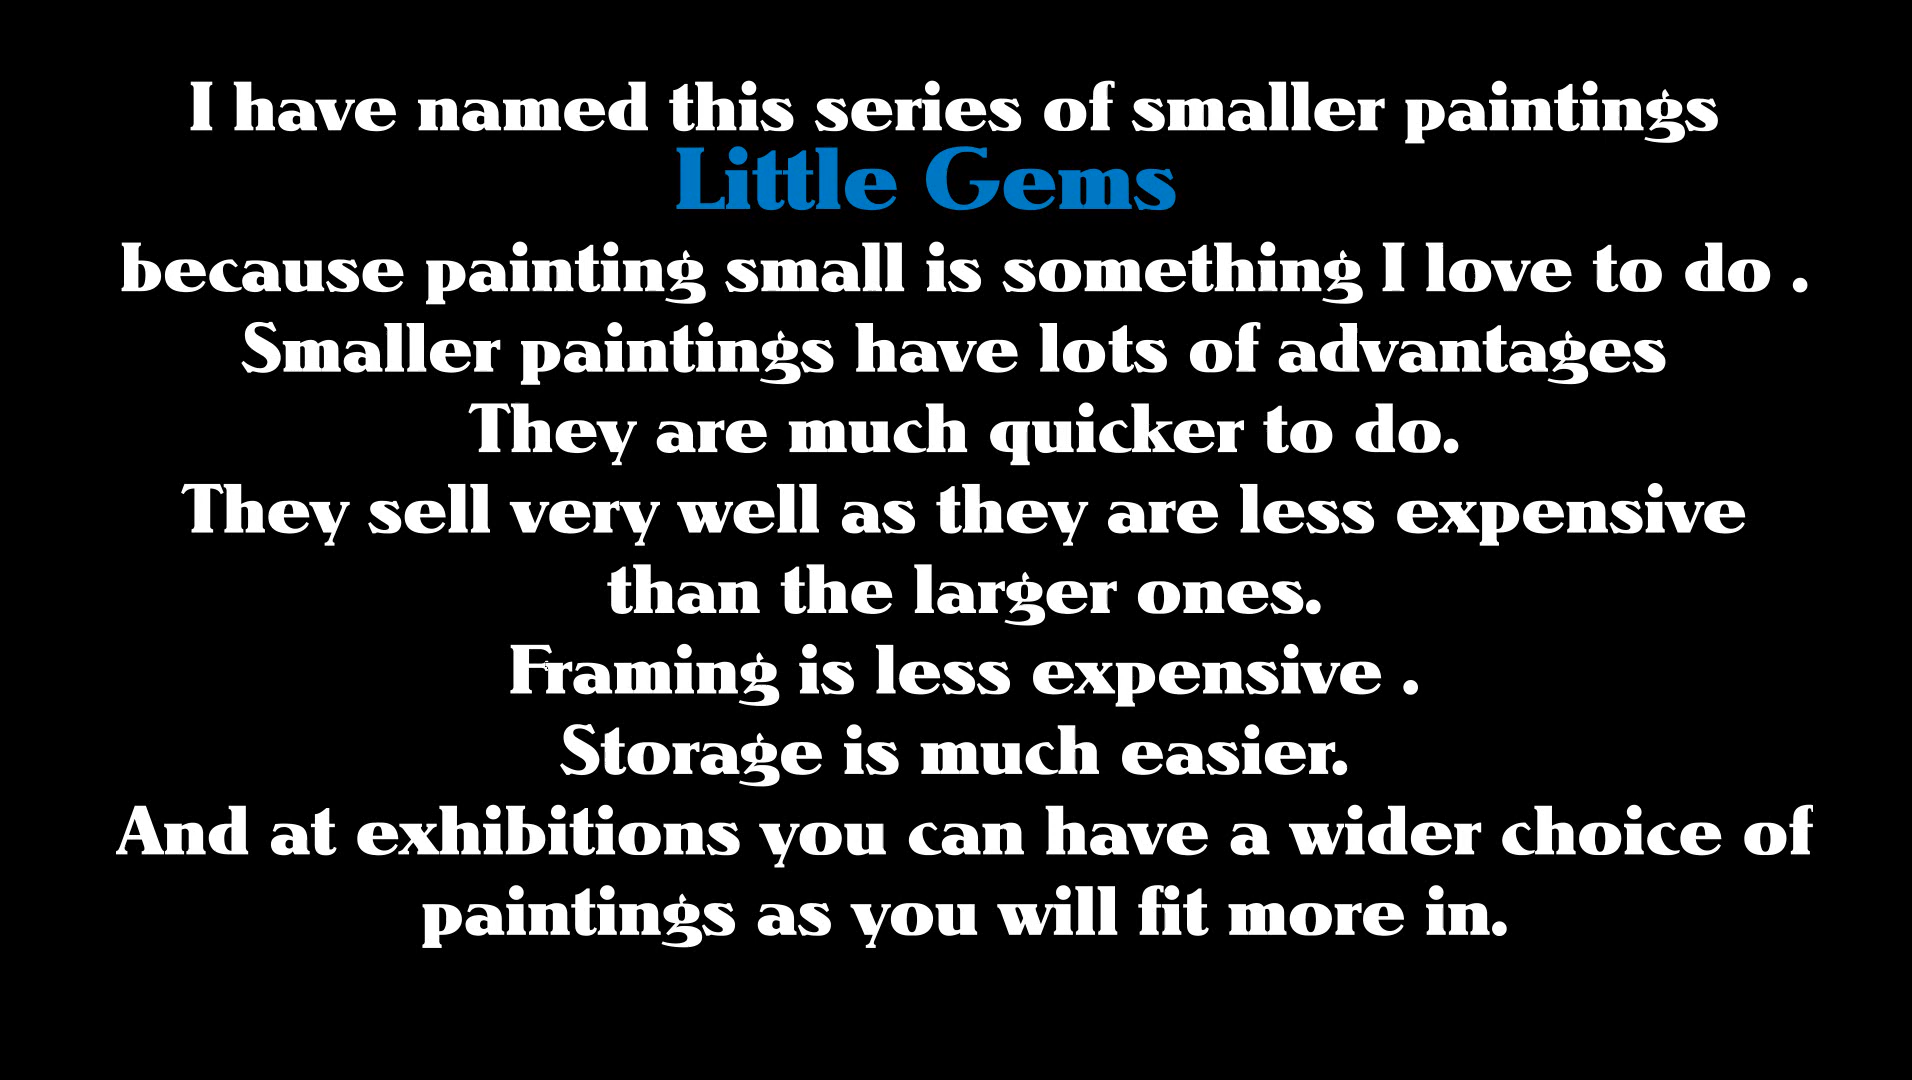 I have named this series of smaller paintings
Little Gems
because painting small is something I love to do .
Smaller paintings have lots of advantages
They are much quicker to do.
They sell very well as they are less expensive
than the larger ones.
Framing is less expensive .
Storage is much easier.
And at exhibitions you can have a wider choice of
paintings as you will fit more in.